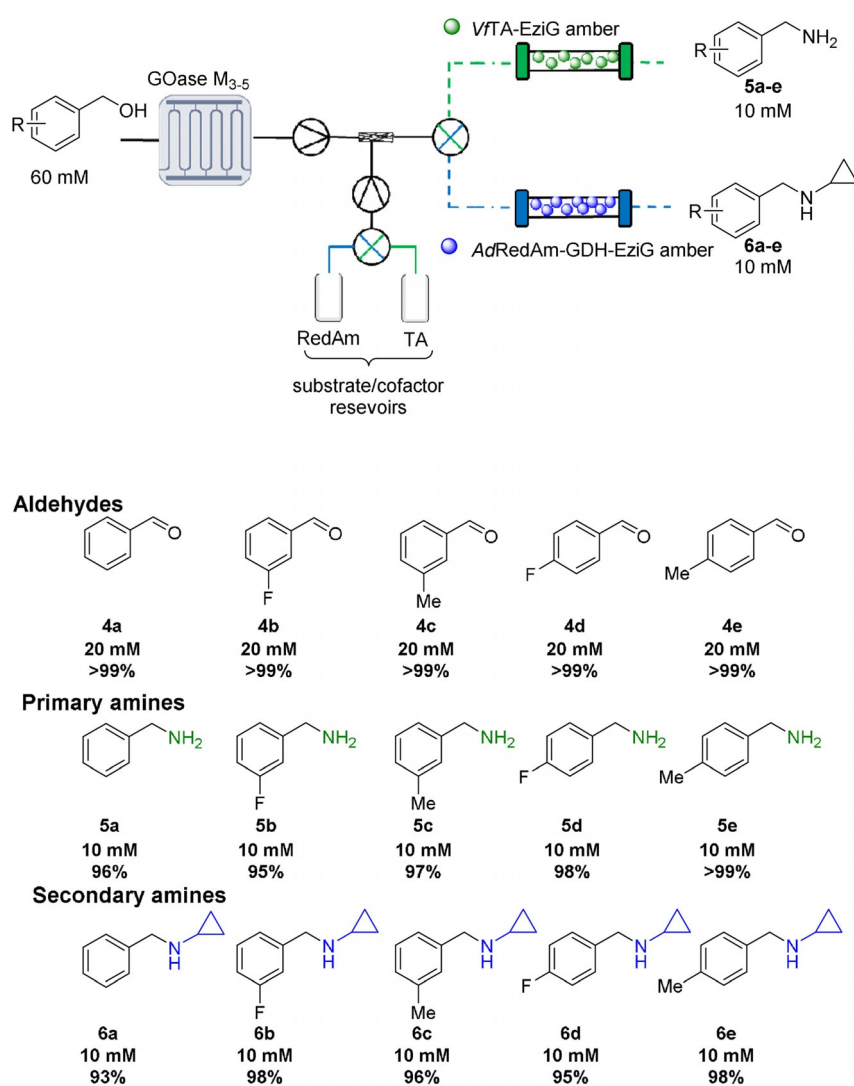 VfTA-EziG amber
NH2
R
5a-e
10 mM
GOase M3-5
OH
R
60 mM
N
H
R
6a-e
10 mM
AdRedAm-GDH-EziG amber
RedAm TA
substrate/cofactor
resevoirs
Aldehydes
O O O O O
F Me F Me
4a 4b 4c 4d 4e
20 mM 20 mM 20 mM 20 mM 20 mM
>99% >99% >99% >99% >99%
Primary amines
NH2 NH2 NH2 NH2 NH2
F Me F Me
5a 5b 5c 5d 5e
10 mM 10 mM 10 mM 10 mM 10 mM
96% 95% 97% 98% >99%
Secondary amines
N N N N N
H H H H H
F Me F Me
6a 6b 6c 6d 6e
10 mM 10 mM 10 mM 10 mM 10 mM
93% 98% 96% 95% 98%